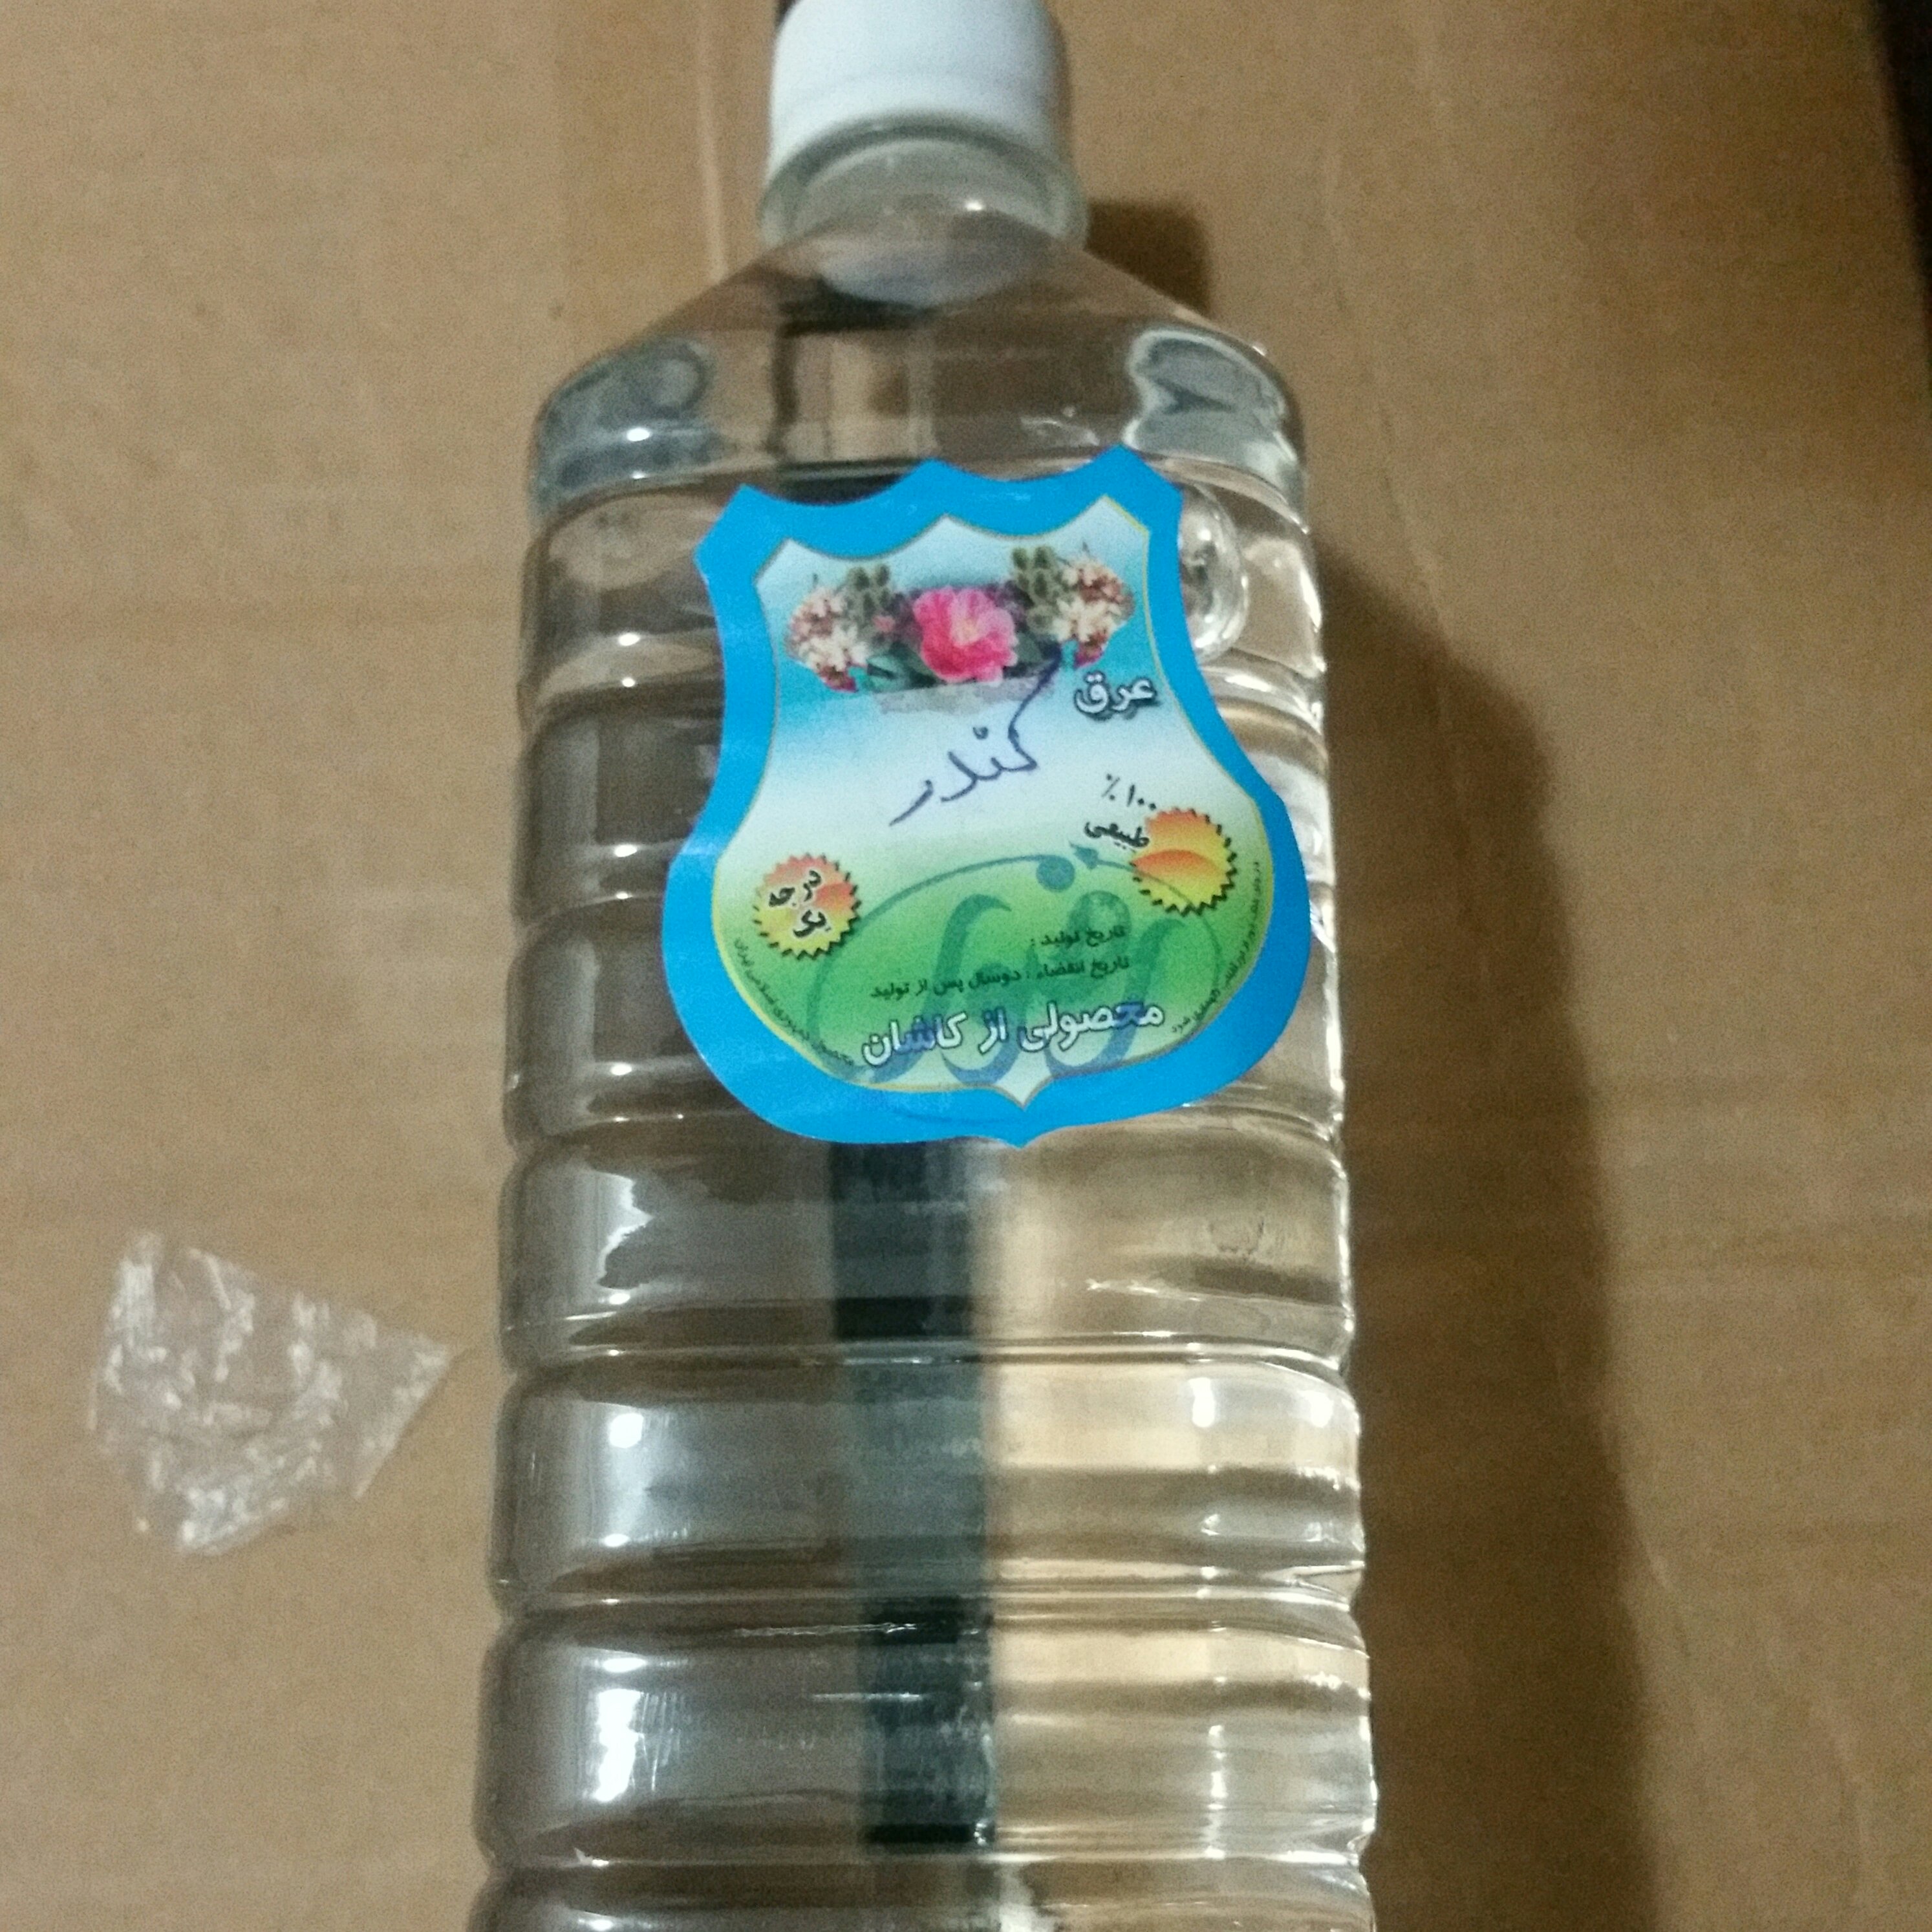 عرق
کندر
۱۰۰ ٪
طبیعی
درجه
یک
تاریخ تولید :
تاریخ انقضاء : دوسال پس از تولید
محصولی از کاشان